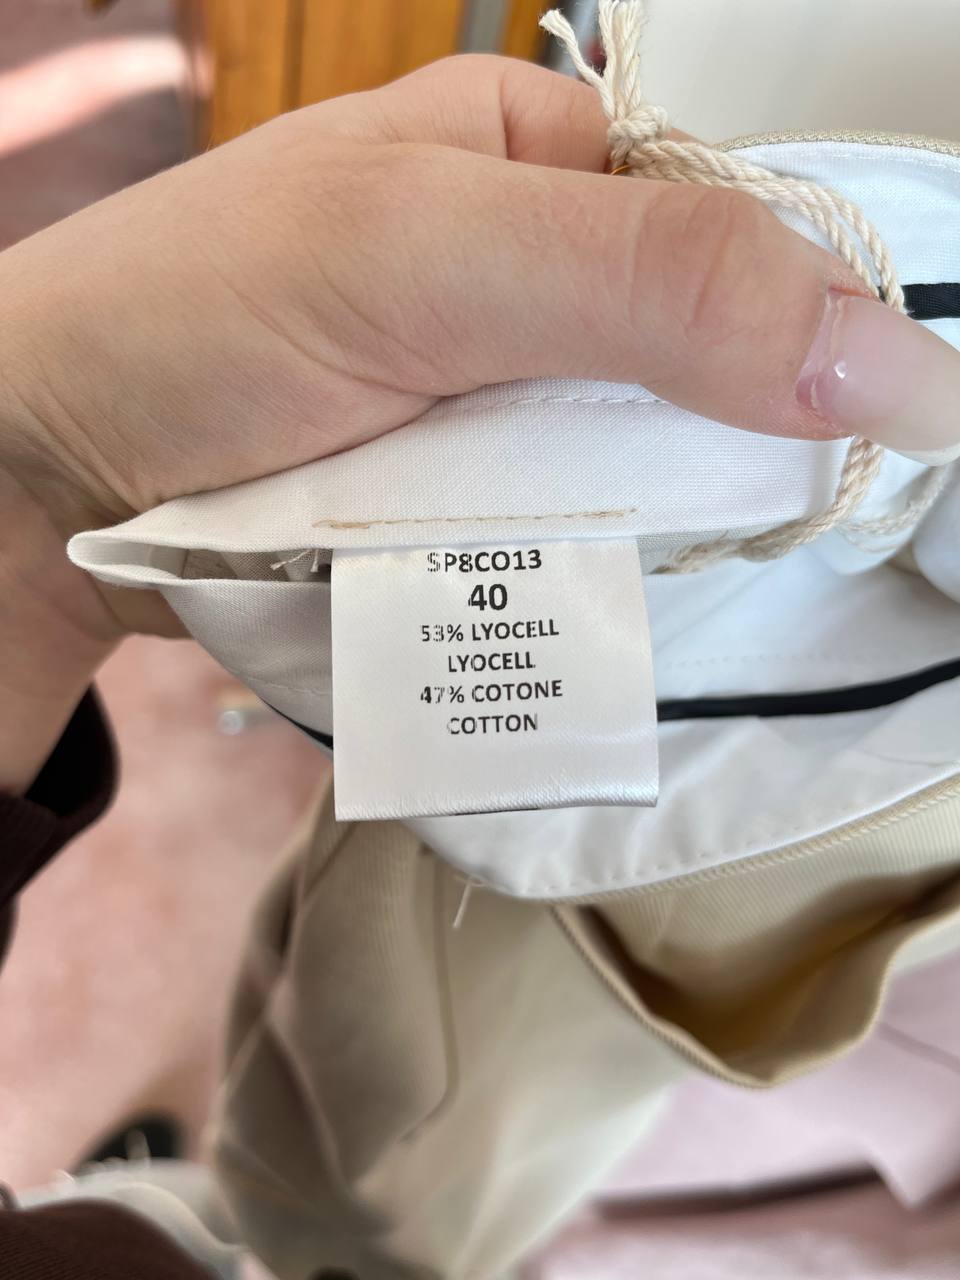 SP8CO13
40
53% LYOCELL
LYOCELL
47% COTONE
COTTON